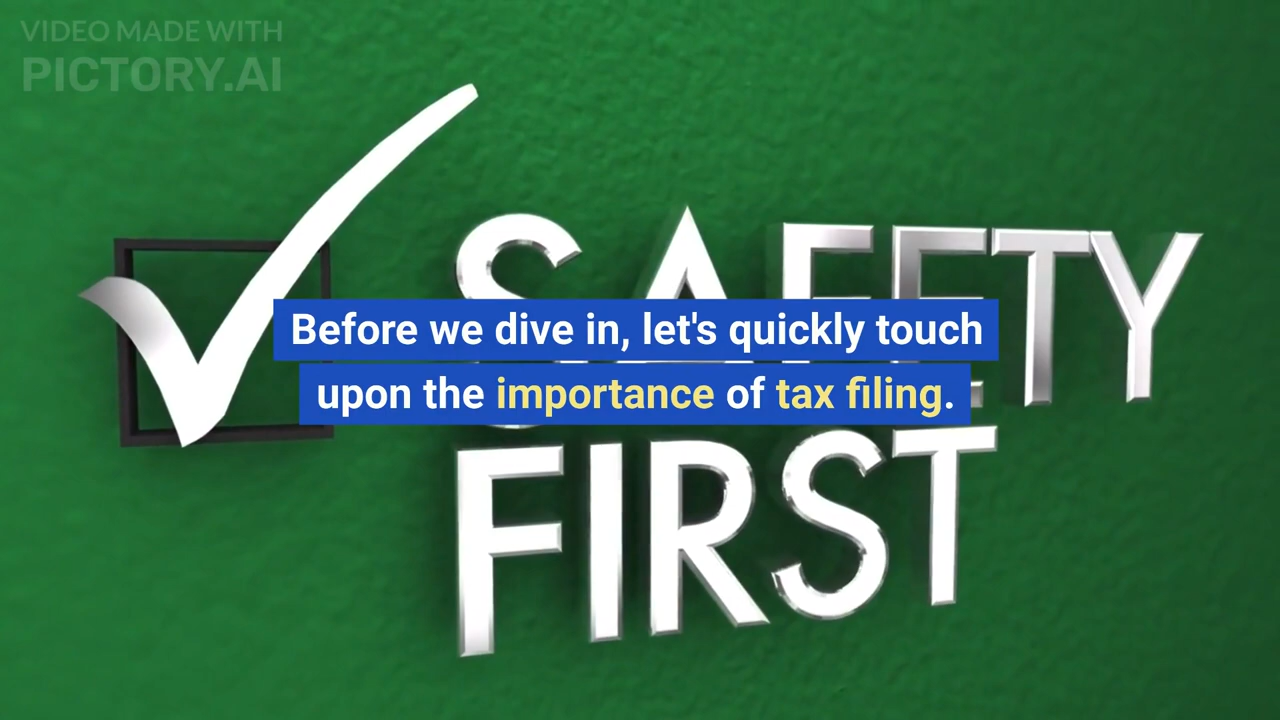 VIDEO MADE WITH
PICTORY.AI
SAFETY
Before we dive in, let's quickly touch
upon the importance of tax filing.
FIRST